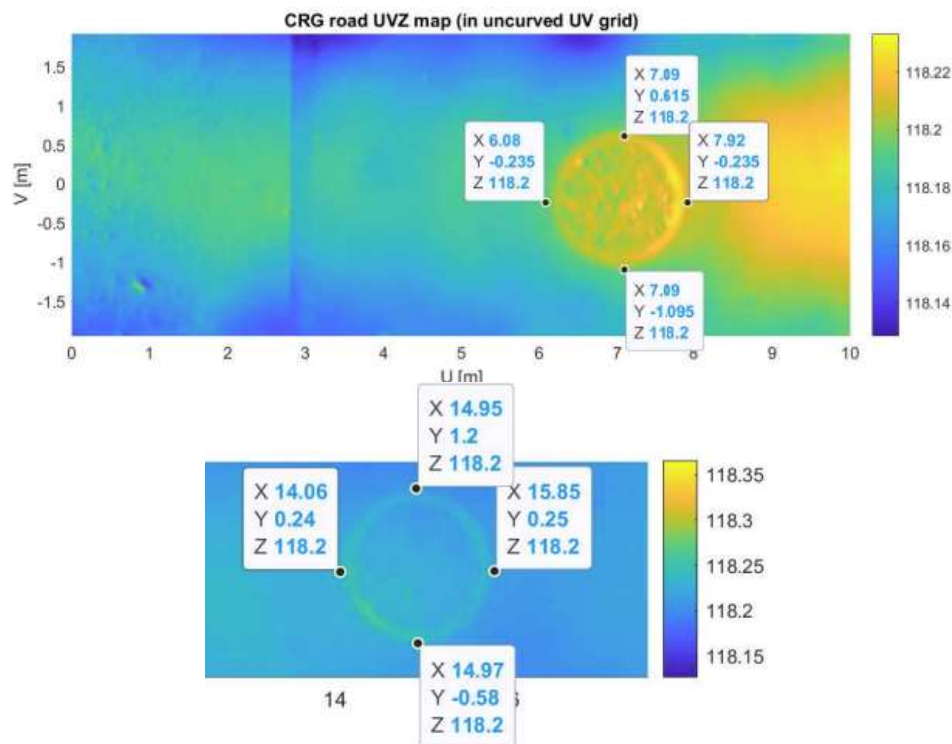 CRG road UVZ map (in uncurved UV grid)
1.5
1
0.5
0
-0.5
-1
-1.5
V [m]
X 7.09
Y 0.615
Z 118.2
X 6.08
Y -0.235
Z 118.2
X 7.92
Y -0.235
Z 118.2
X 7.09
Y -1.095
Z 118.2
118.22
118.2
118.18
118.16
118.14
0 1 2 3 4 5 6 7 8 9 10
U [m]
X 14.95
Y 1.2
Z 118.2
X 14.06
Y 0.24
Z 118.2
X 15.85
Y 0.25
Z 118.2
X 14.97
Y -0.58
Z 118.2
118.35
118.3
118.25
118.2
118.15
14